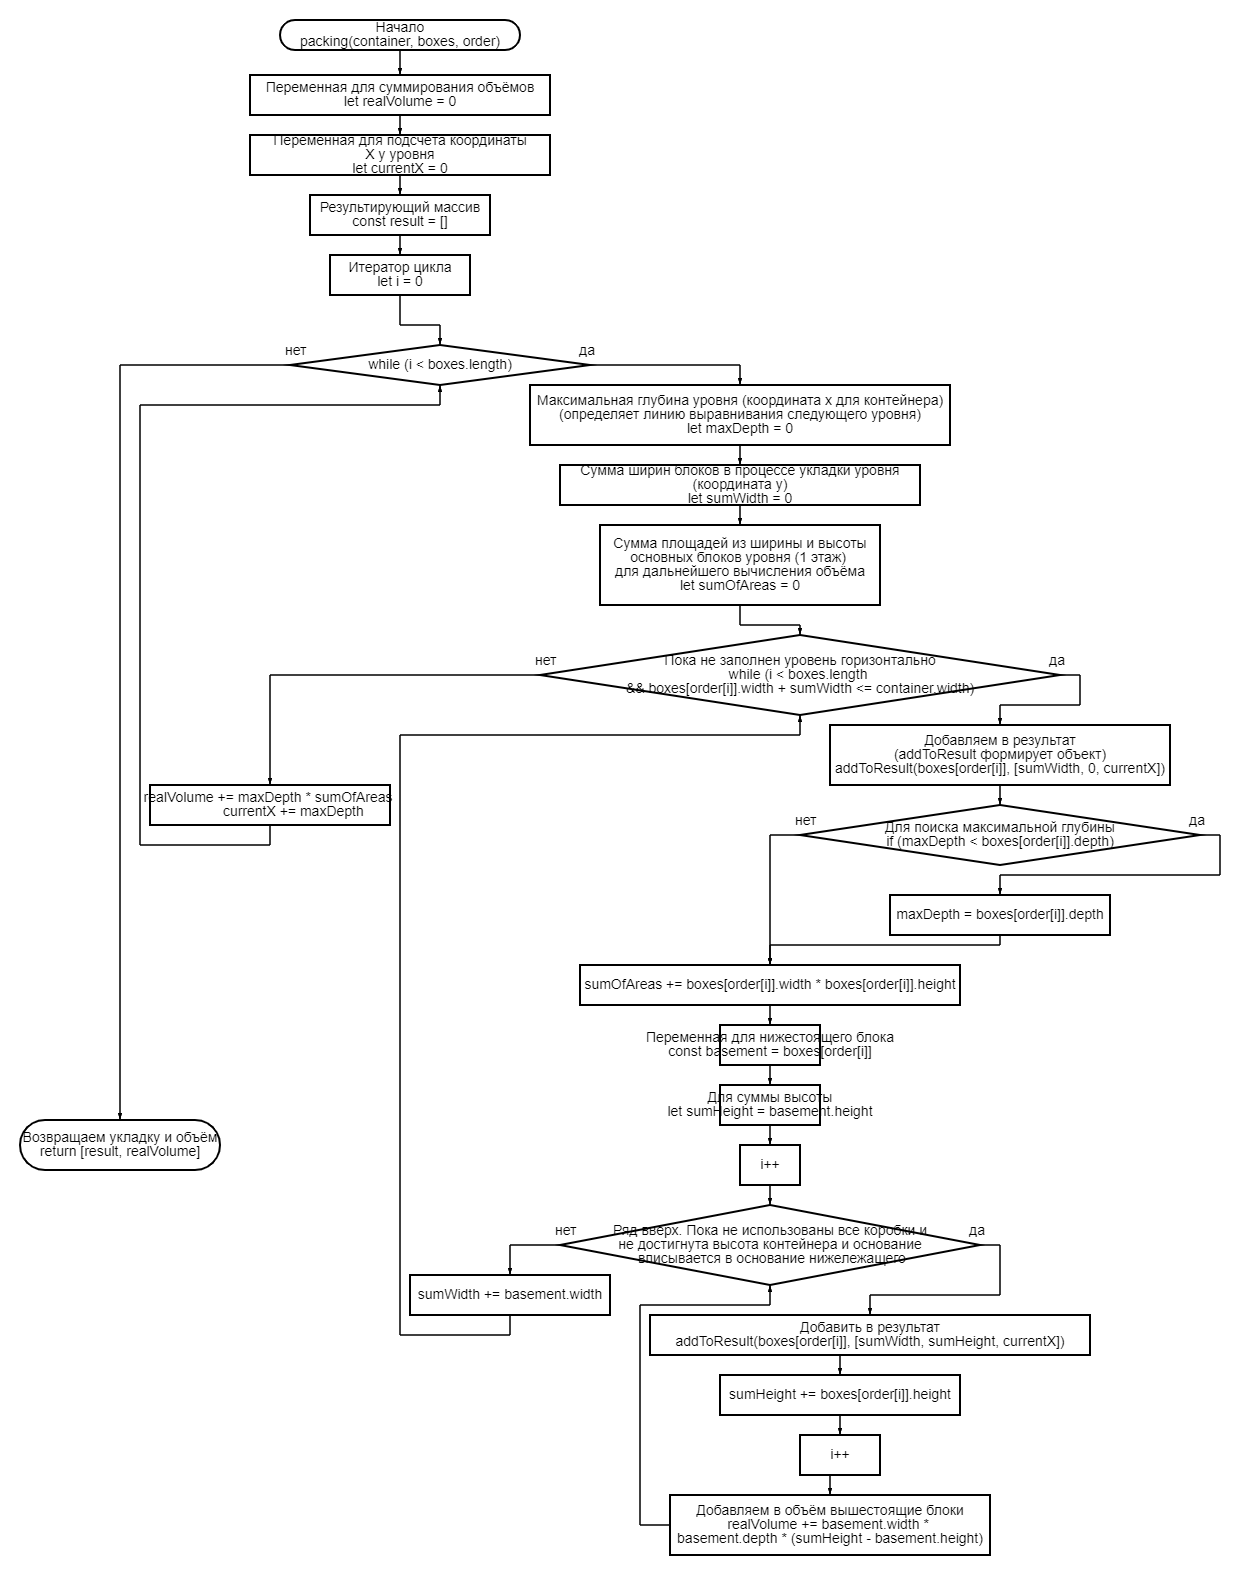 Начало
packing(container, boxes, order)
Переменная для суммирования объёмов
let realVolume = 0
Переменная для подсчета координаты
X у уровня
let currentX = 0
Результирующий массив
const result = []
Итератор цикла
let i = 0
нет
да
while (i < boxes.length)
Максимальная глубина уровня (координата x для контейнера)
(определяет линию выравнивания следующего уровня)
let maxDepth = 0
Сумма ширин блоков в процессе укладки уровня
(координата y)
let sumWidth = 0
Сумма площадей из ширины и высоты
основных блоков уровня (1 этаж)
для дальнейшего вычисления объёма
let sumOfAreas = 0
нет
да
Пока не заполнен уровень горизонтально
while (i < boxes.length
&& boxes[order[i]].width + sumWidth <= container.width)
Добавляем в результат
(addToResult формирует объект)
addToResult(boxes[order[i]], [sumWidth, 0, currentX])
realVolume += maxDepth * sumOfAreas
currentX += maxDepth
нет
да
Для поиска максимальной глубины
if (maxDepth < boxes[order[i]].depth)
maxDepth = boxes[order[i]].depth
sumOfAreas += boxes[order[i]].width * boxes[order[i]].height
Переменная для нижестоящего блока
const basement = boxes[order[i]]
Для суммы высоты
let sumHeight = basement.height
Возвращаем укладку и объём
return [result, realVolume]
i++
нет
да
Ряд вверх. Пока не использованы все коробки и
не достигнута высота контейнера и основание
вписывается в основание нижележащего
sumWidth += basement.width
Добавить в результат
addToResult(boxes[order[i]], [sumWidth, sumHeight, currentX])
sumHeight += boxes[order[i]].height
i++
Добавляем в объём вышестоящие блоки
realVolume += basement.width *
basement.depth * (sumHeight - basement.height)